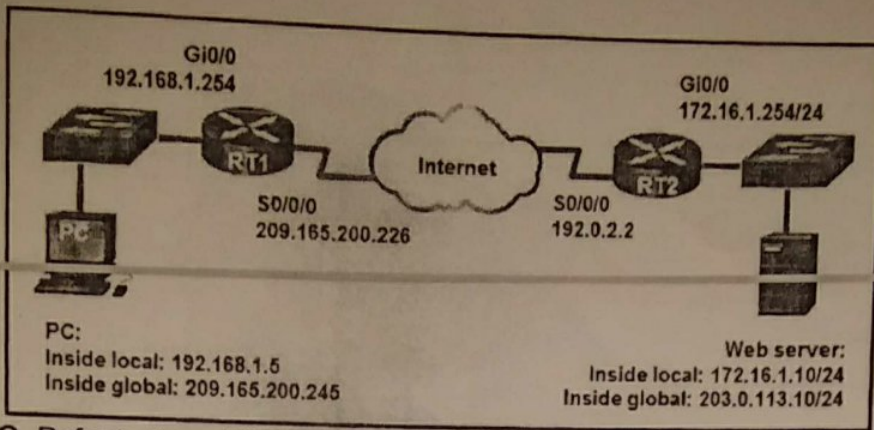 Gi0/0
192.168.1.254
Gi0/0
172.16.1.254/24
RT1
Internet
RT2
S0/0/0
209.165.200.226
S0/0/0
192.0.2.2
PC
PC:
Inside local: 192.168.1.5
Inside global: 209.165.200.245
Web server:
Inside local: 172.16.1.10/24
Inside global: 203.0.113.10/24